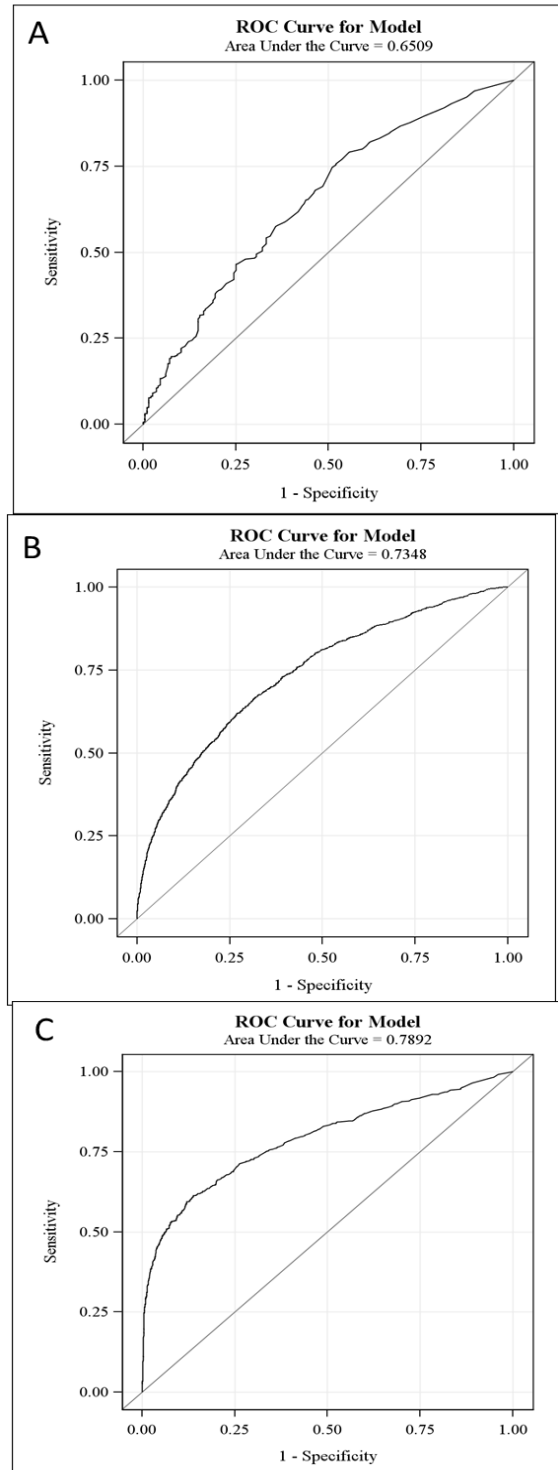 A
ROC Curve for Model
Area Under the Curve = 0.6509
1.00
0.75
0.50
0.25
0.00
Sensitivity
0.00 0.25 0.50 0.75 1.00
1 - Specificity
B
ROC Curve for Model
Area Under the Curve = 0.7348
1.00
0.75
0.50
0.25
0.00
Sensitivity
0.00 0.25 0.50 0.75 1.00
1 - Specificity
C
ROC Curve for Model
Area Under the Curve = 0.7892
1.00
0.75
0.50
0.25
0.00
Sensitivity
0.00 0.25 0.50 0.75 1.00
1 - Specificity